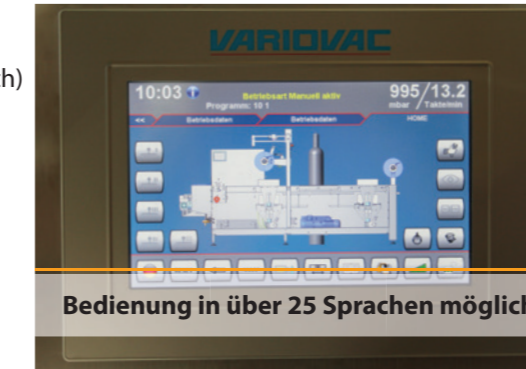 ch)
VARIOVAC
10:03
Betriebsart Manuell aktiv
Programm: 10 1
995/13.2
mbar / Takte/min
<< Betriebsdaten Betriebsdaten HOME
Bedienung in über 25 Sprachen möglich